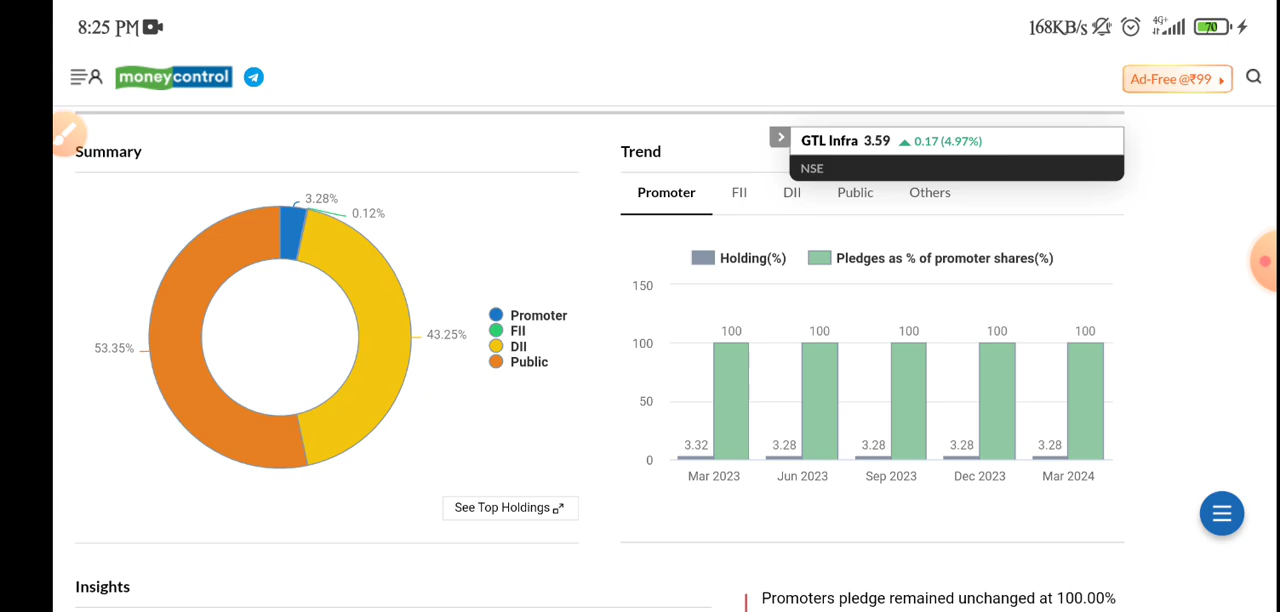 8:25 PM
168KB/s 4G+ 70
moneycontrol
Ad-Free @₹99
Summary
Trend
GTL Infra 3.59 0.17 (4.97%)
NSE
Promoter FII DII Public Others
3.28%
0.12%
43.25%
53.35%
Promoter
FII
DII
Public
See Top Holdings
Holding(%) Pledges as % of promoter shares(%)
150
100
50
0
100 100 100 100 100
3.32 3.28 3.28 3.28 3.28
Mar 2023 Jun 2023 Sep 2023 Dec 2023 Mar 2024
Insights
Promoters pledge remained unchanged at 100.00%